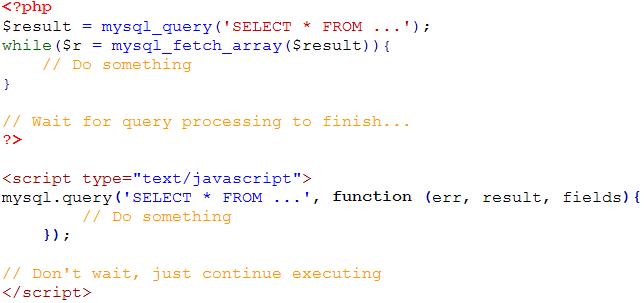 <?php
$result = mysql_query('SELECT * FROM ...');
while($r = mysql_fetch_array($result)){
    // Do something
}

// Wait for query processing to finish...
?>

<script type="text/javascript">
mysql.query('SELECT * FROM ...', function (err, result, fields){
        // Do something
    });

// Don't wait, just continue executing
</script>